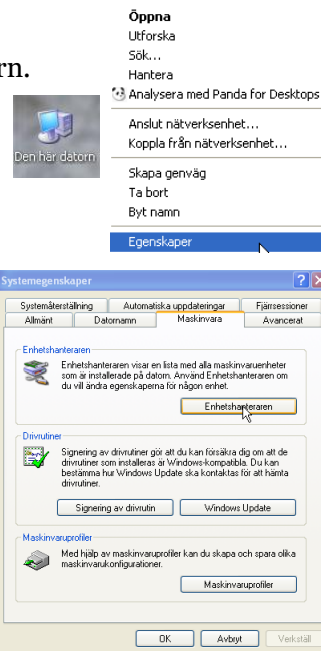 Öppna
Utforska
Sök...
rn.
Hantera
Analysera med Panda for Desktops
Den här datorn
Anslut nätverksenhet...
Koppla från nätverksenhet...
Skapa genväg
Ta bort
Byt namn
Egenskaper
Systemegenskaper
Systemåterställning
Automatiska uppdateringar
Fjärrsessioner
Allmänt
Datornamn
Maskinvara
Avancerat
Enhetshanteraren
Enhetshanteraren visar en lista med alla maskinvaruenheter
som är installerade på datorn. Använd Enhetshanteraren om
du vill ändra egenskaperna för någon enhet.
Enhetshanteraren
Drivrutiner
Signering av drivrutiner gör att du kan försäkra dig om att de
drivrutiner som installeras är Windows-kompatibla. Du kan
bestämma hur Windows Update ska kontaktas för att hämta
drivrutiner.
Signering av drivrutin
Windows Update
Maskinvaruprofiler
Med hjälp av maskinvaruprofiler kan du skapa och spara olika
maskinvarukonfigurationer.
Maskinvaruprofiler
OK
Avbryt
Verkställ